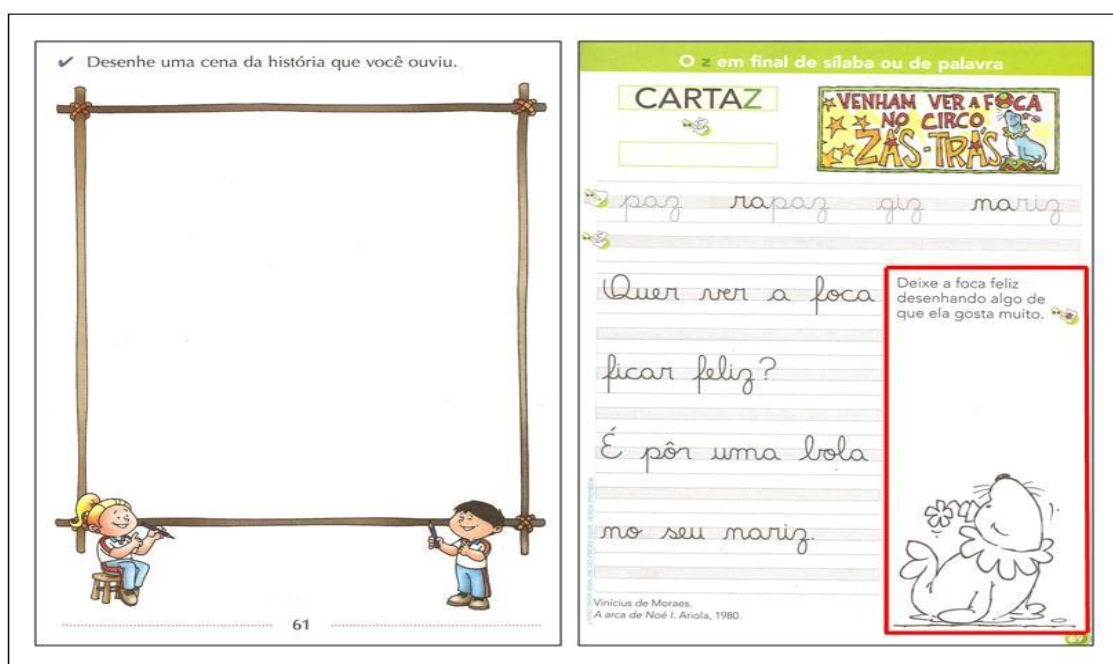 ✔ Desenhe uma cena da história que você ouviu.
61
O z em final de sílaba ou de palavra
CARTAZ
VENHAM VER A FOCA
NO CIRCO
ZÁS-TRÁS
paz rapaz giz nariz
Quer ver a foca
ficar feliz?
É pôr uma bola
no seu nariz.
Deixe a foca feliz
desenhando algo de
que ela gosta muito.
Vinícius de Moraes.
A arca de Noé I. Ariola, 1980.
69